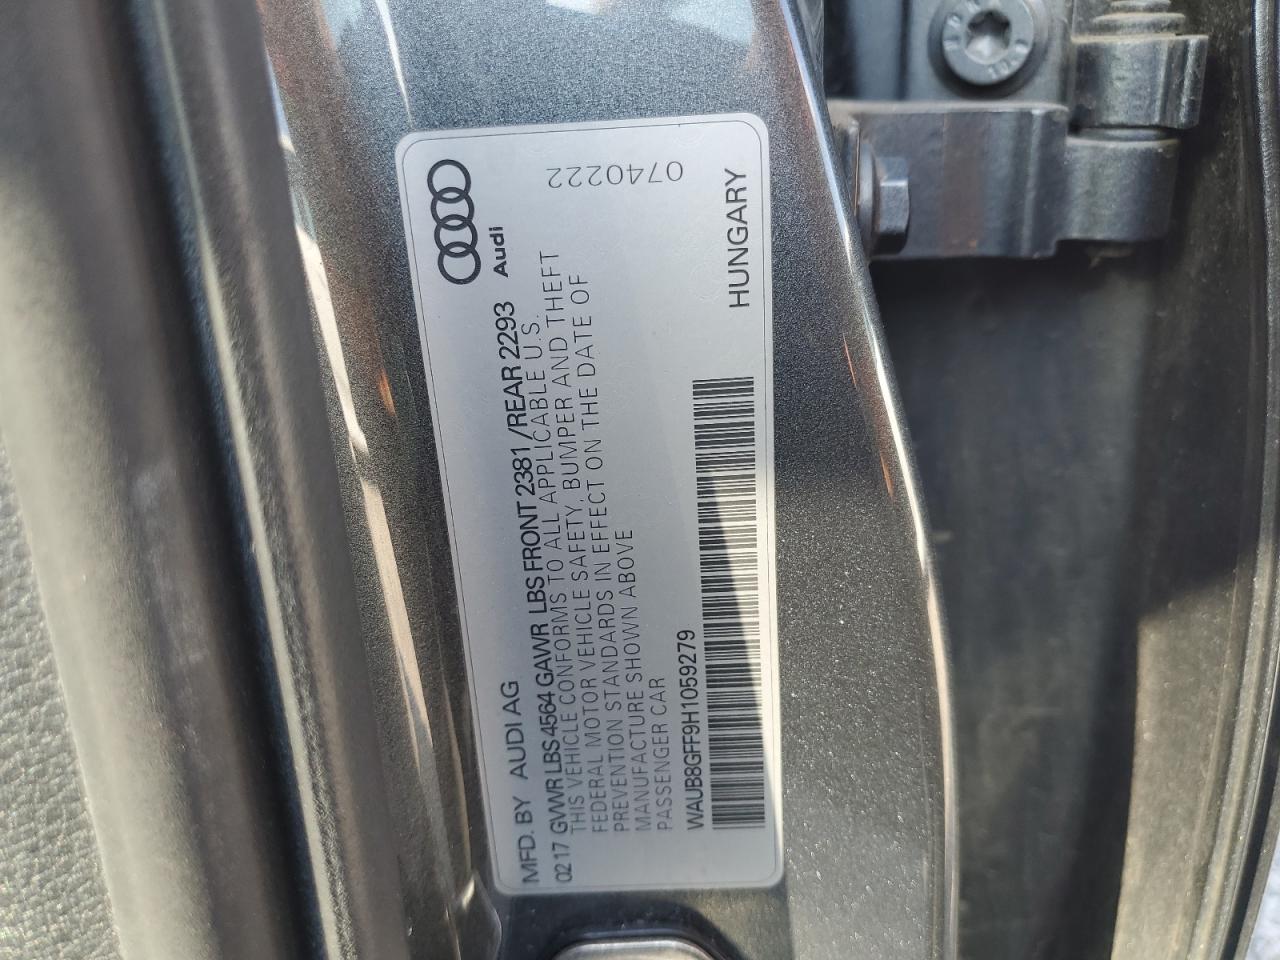 Audi
MFD. BY AUDI AG
02 17 GVWR LBS 4564 GAWR LBS FRONT 2381 /REAR 2293
THIS VEHICLE CONFORMS TO ALL APPLICABLE U.S.
FEDERAL MOTOR VEHICLE SAFETY, BUMPER AND THEFT
PREVENTION STANDARDS IN EFFECT ON THE DATE OF
MANUFACTURE SHOWN ABOVE
PASSENGER CAR
WAUB8GFF9H1059279
HUNGARY
0740222